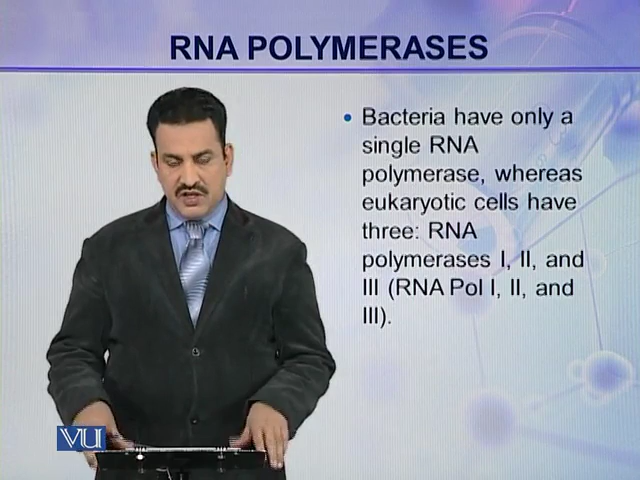 RNA POLYMERASES
• Bacteria have only a
single RNA
polymerase, whereas
eukaryotic cells have
three: RNA
polymerases I, II, and
III (RNA Pol I, II, and
III).
VU